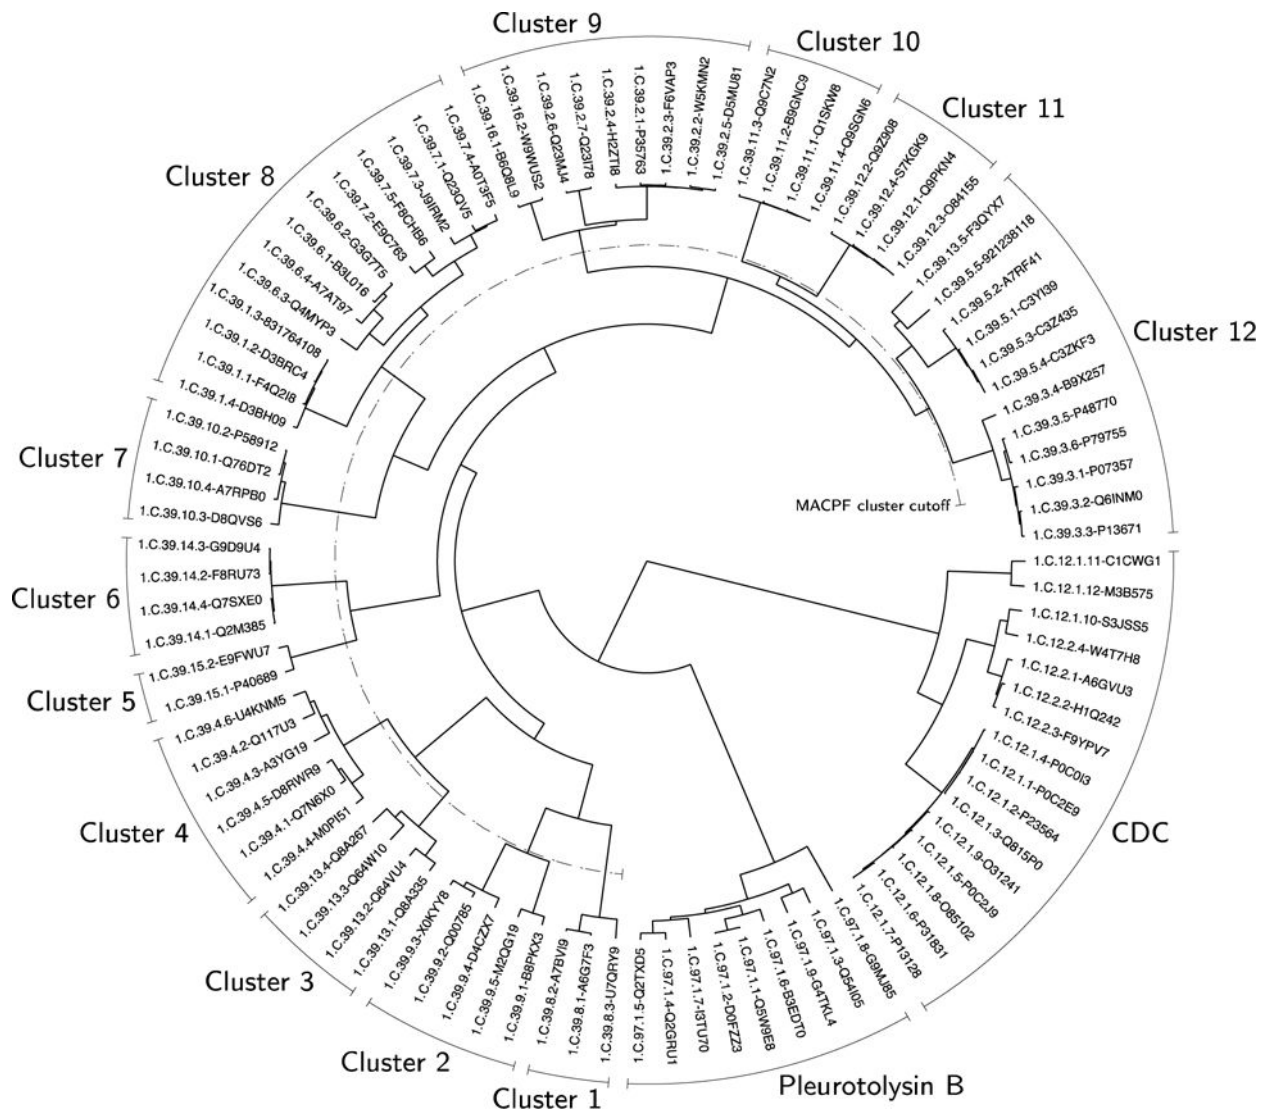 Cluster 9
Cluster 10
Cluster 11
Cluster 12
CDC
Pleurotolysin B
Cluster 1
Cluster 2
Cluster 3
Cluster 4
Cluster 5
Cluster 6
Cluster 7
Cluster 8
MACPF cluster cutoff
1.C.39.16.1-B6Q8L9
1.C.39.16.2-W9WUS2
1.C.39.2.6-Q23MJ4
1.C.39.2.7-Q23I78
1.C.39.2.4-H2ZTI8
1.C.39.2.1-P35763
1.C.39.2.3-F6VAP3
1.C.39.2.2-W5KMN2
1.C.39.2.5-D5MU81
1.C.39.11.3-Q9C7N2
1.C.39.11.2-B9GNC9
1.C.39.11.1-Q1SKW8
1.C.39.11.4-Q9SGN6
1.C.39.12.2-Q9Z908
1.C.39.12.4-S7KGK9
1.C.39.12.1-Q9PKN4
1.C.39.12.3-O84155
1.C.39.13.5-F3QYX7
1.C.39.5.5-921238118
1.C.39.5.2-A7RF41
1.C.39.5.1-C3YI39
1.C.39.5.3-C3Z435
1.C.39.5.4-C3ZKF3
1.C.39.3.4-B9X257
1.C.39.3.5-P48770
1.C.39.3.6-P79755
1.C.39.3.1-P07357
1.C.39.3.2-Q6INM0
1.C.39.3.3-P13671
1.C.12.1.11-C1CWG1
1.C.12.1.12-M3B575
1.C.12.1.10-S3JSS5
1.C.12.2.4-W4T7H8
1.C.12.2.1-A6GVU3
1.C.12.2.2-H1Q242
1.C.12.2.3-F9YPV7
1.C.12.1.4-P0C0I3
1.C.12.1.1-P0C2E9
1.C.12.1.2-P23564
1.C.12.1.3-Q815P0
1.C.12.1.9-O31241
1.C.12.1.5-P0C2J9
1.C.12.1.8-O85102
1.C.12.1.6-P31831
1.C.12.1.7-P13128
1.C.97.1.8-G9MJ85
1.C.97.1.3-Q54I05
1.C.97.1.9-G4TKL4
1.C.97.1.6-B3EDT0
1.C.97.1.1-Q5W9E8
1.C.97.1.2-D0FZZ3
1.C.97.1.7-I3TU70
1.C.97.1.4-Q2GRU1
1.C.97.1.5-Q2TXD5
1.C.39.8.3-U7QRY9
1.C.39.8.1-A6G7F3
1.C.39.8.2-A7BVI9
1.C.39.9.1-B8PKX3
1.C.39.9.5-M2QG19
1.C.39.9.4-D4CZX7
1.C.39.9.2-Q00785
1.C.39.9.3-X0KYY8
1.C.39.13.1-Q8A335
1.C.39.13.2-Q64VU4
1.C.39.13.3-Q64W10
1.C.39.13.4-Q8A267
1.C.39.4.4-M0PI51
1.C.39.4.1-Q7N6X0
1.C.39.4.5-D8RWR9
1.C.39.4.3-A3YG19
1.C.39.4.2-Q117U3
1.C.39.4.6-U4KNM5
1.C.39.15.1-P40689
1.C.39.15.2-E9FWU7
1.C.39.14.1-Q2M385
1.C.39.14.4-Q7SXE0
1.C.39.14.2-F8RU73
1.C.39.14.3-G9D9U4
1.C.39.10.3-D8QVS6
1.C.39.10.4-A7RPB0
1.C.39.10.1-Q76DT2
1.C.39.10.2-P58912
1.C.39.1.4-D3BH09
1.C.39.1.1-F4Q2I8
1.C.39.1.2-D3BRC4
1.C.39.1.3-831764108
1.C.39.6.3-Q4MYP3
1.C.39.6.4-A7AT97
1.C.39.6.1-B3L016
1.C.39.6.2-G3G7T5
1.C.39.7.2-E9C763
1.C.39.7.5-F8CHB6
1.C.39.7.3-J9IRM2
1.C.39.7.1-Q23QV5
1.C.39.7.4-A0T3F5